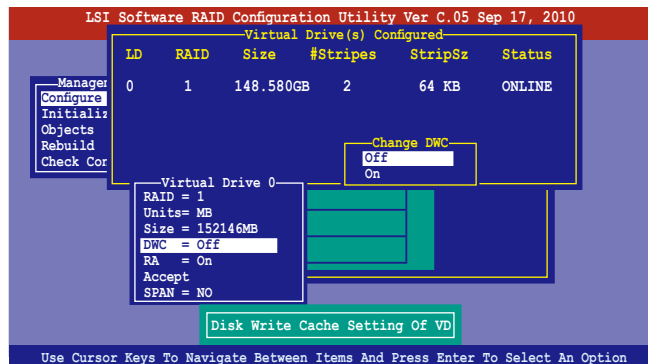 LSI Software RAID Configuration Utility Ver C.05 Sep 17, 2010
Virtual Drive(s) Configured
LD RAID Size #Stripes StripSz Status
0 1 148.580GB 2 64 KB ONLINE
Configure
Initializ
Objects
Rebuild
Check Con
Change DWC
Off
On
Virtual Drive 0
RAID = 1
Units= MB
Size = 152146MB
DWC = Off
RA = On
Accept
SPAN = NO
Disk Write Cache Setting Of VD
Use Cursor Keys To Navigate Between Items And Press Enter To Select An Option